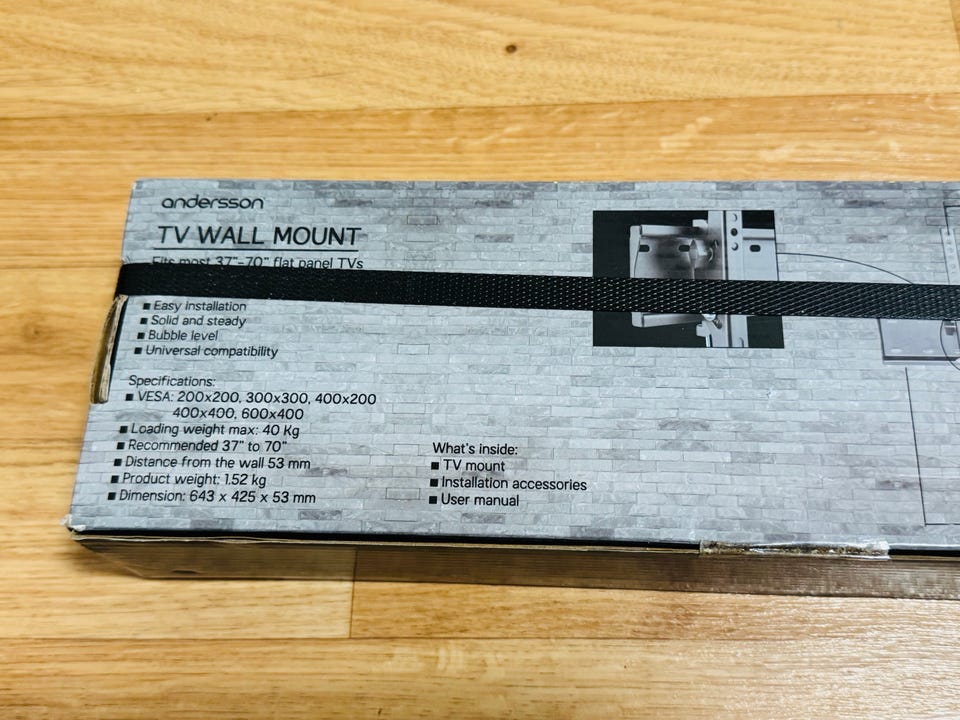 andersson
TV WALL MOUNT
Fits most 37"-70" flat panel TVs
■ Easy installation
■ Solid and steady
■ Bubble level
■ Universal compatibility
Specifications:
■ VESA: 200x200, 300x300, 400x200
400x400, 600x400
■ Loading weight max: 40 Kg
■ Recommended 37" to 70"
■ Distance from the wall 53 mm
■ Product weight: 1.52 kg
■ Dimension: 643 x 425 x 53 mm
What's inside:
■ TV mount
■ Installation accessories
■ User manual